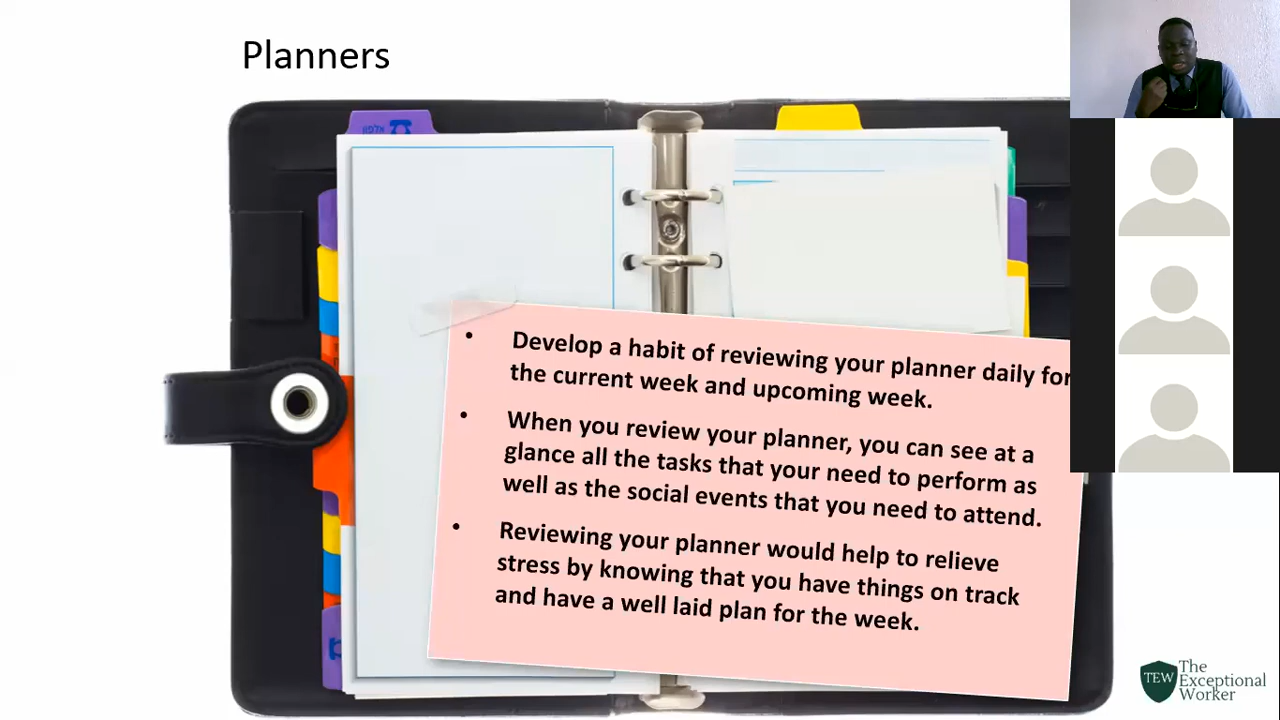 Planners
אלפון
• Develop a habit of reviewing your planner daily for
the current week and upcoming week.
• When you review your planner, you can see at a
glance all the tasks that your need to perform as
well as the social events that you need to attend.
• Reviewing your planner would help to relieve
stress by knowing that you have things on track
and have a well laid plan for the week.
TEW
The
Exceptional
Worker